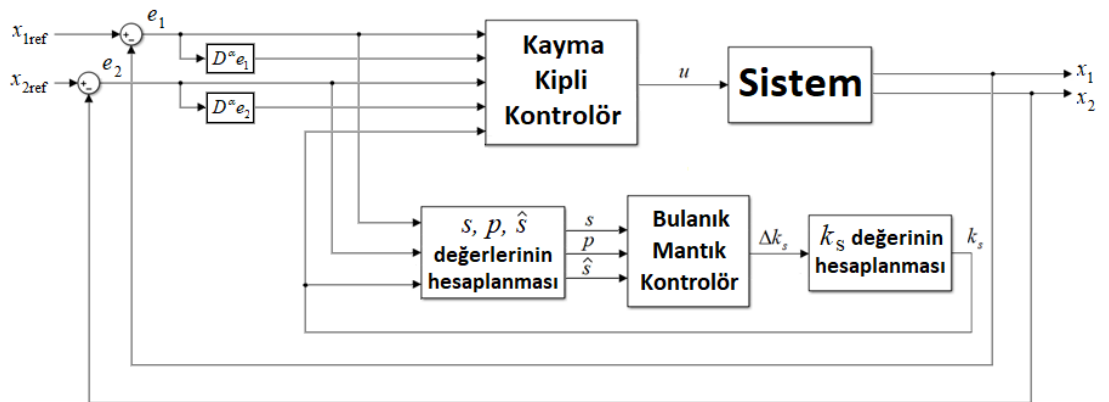 x1ref
+
-
e1
D^α e1
x2ref
+
-
e2
D^α e2
Kayma
Kipli
Kontrolör
u
Sistem
x1
x2
s, p, ŝ
değerlerinin
hesaplanması
s
p
ŝ
Bulanık
Mantık
Kontrolör
Δks
kS değerinin
hesaplanması
ks